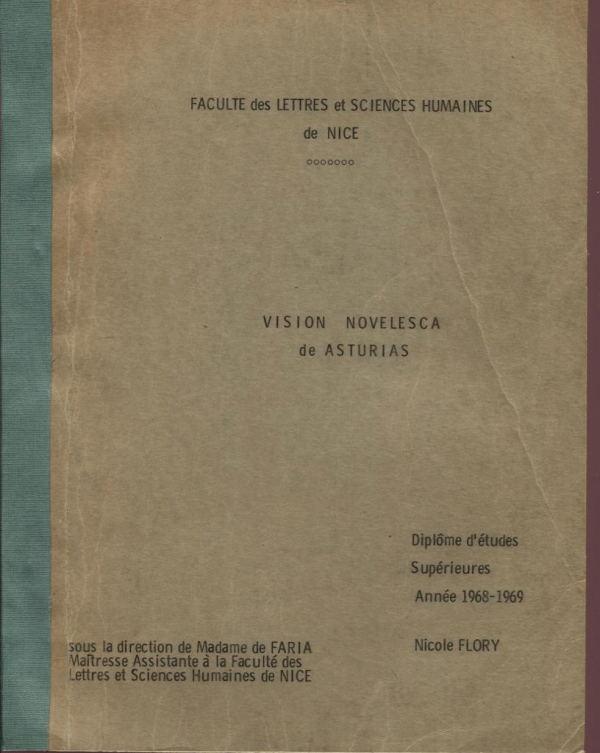 FACULTE des LETTRES et SCIENCES HUMAINES
de NICE
ooooooo
VISION NOVELESCA
de ASTURIAS
Diplôme d'études
Supérieures
Année 1968-1969
Nicole FLORY
sous la direction de Madame de FARIA
Maîtresse Assistante à la Faculté des
Lettres et Sciences Humaines de NICE